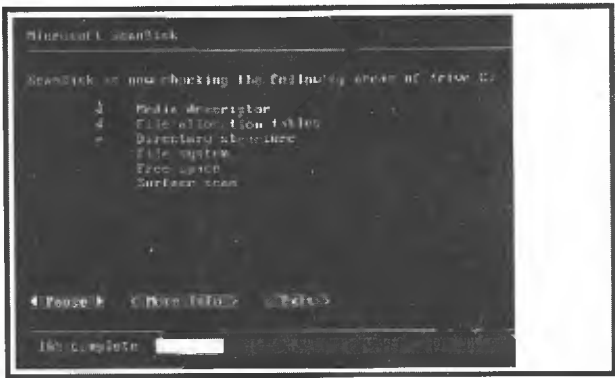 Microsoft ScanDisk
ScanDisk is now checking the following areas of drive C:
Media descriptor
File allocation tables
Directory structure
File system
Free space
Surface scan
◄ Pause ► < More Info > < Exit >
% complete